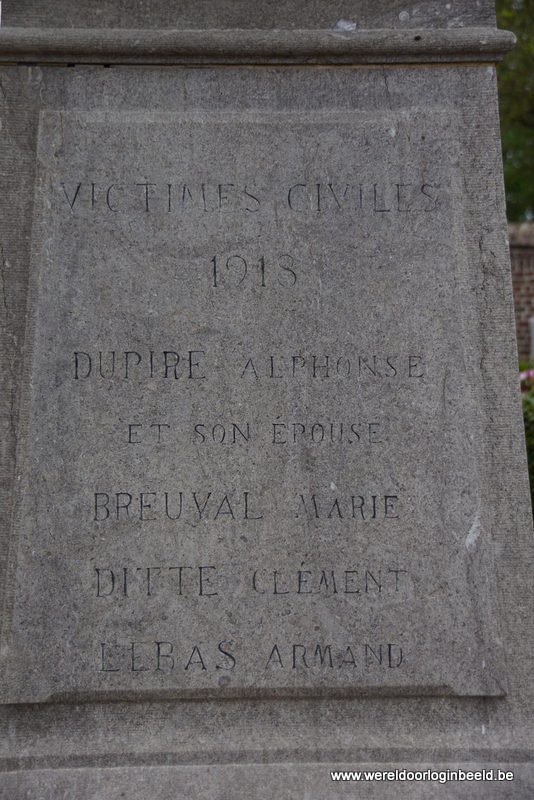 VICTIMES CIVILES
1918
DUPIRE ALPHONSE
ET SON ÉPOUSE
BREUVAL MARIE
DITTE CLÉMENT
LEBAS ARMAND
www.wereldoorloginbeeld.be